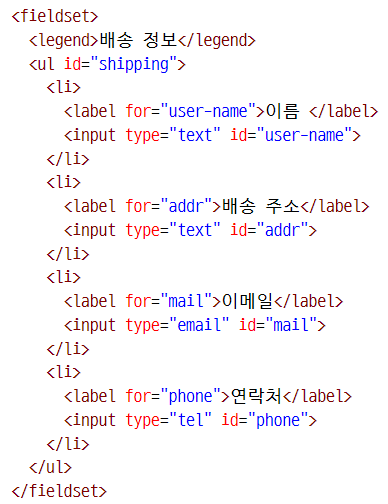 <fieldset>
  <legend>배송 정보</legend>
  <ul id="shipping">
    <li>
      <label for="user-name">이름 </label>
      <input type="text" id="user-name">
    </li>
    <li>
      <label for="addr">배송 주소</label>
      <input type="text" id="addr">
    </li>
    <li>
      <label for="mail">이메일</label>
      <input type="email" id="mail">
    </li>
    <li>
      <label for="phone">연락처</label>
      <input type="tel" id="phone">
    </li>
  </ul>
</fieldset>